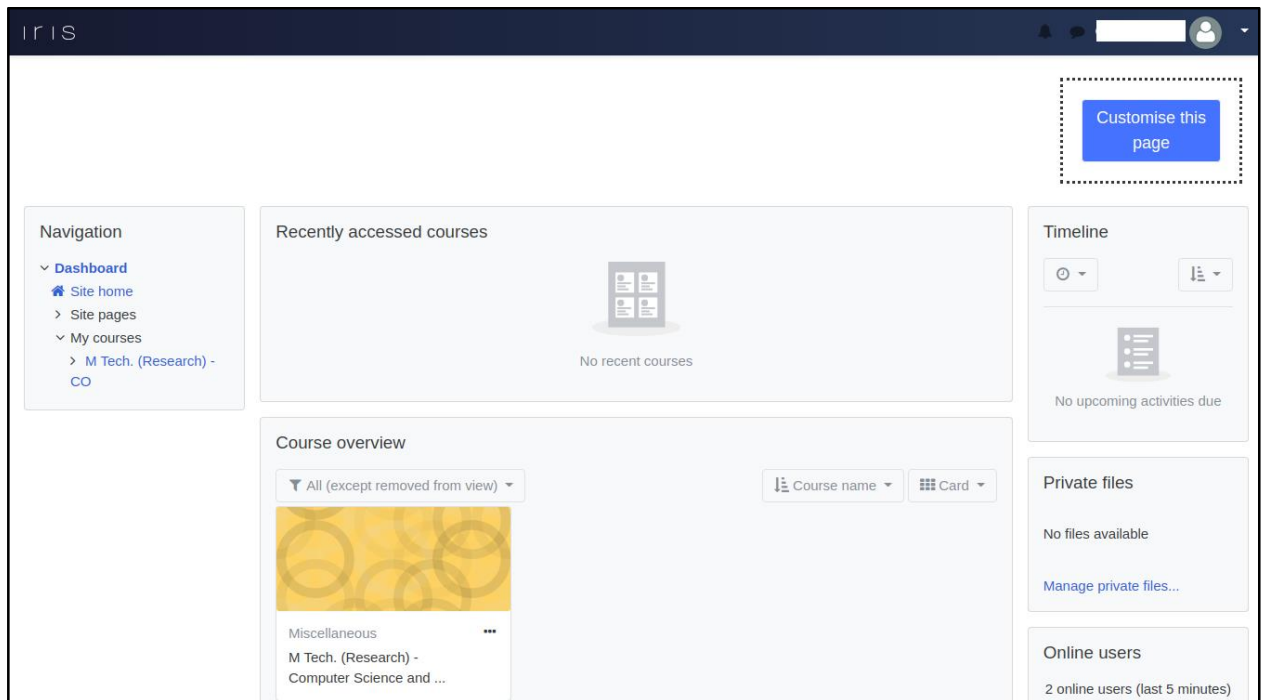 iris
Customise this
page
Navigation
Dashboard
Site home
Site pages
My courses
M Tech. (Research) -
CO
Recently accessed courses
No recent courses
Course overview
All (except removed from view)
Course name
Card
Miscellaneous
M Tech. (Research) -
Computer Science and ...
Timeline
No upcoming activities due
Private files
No files available
Manage private files...
Online users
2 online users (last 5 minutes)